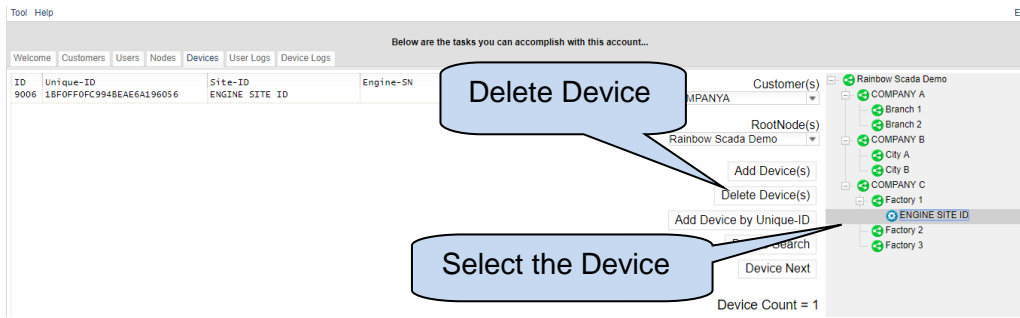 Tool Help
E
Below are the tasks you can accomplish with this account...
Welcome Customers Users Nodes Devices User Logs Device Logs
ID Unique-ID Site-ID Engine-SN
9006 1BF0FF0FC994BEAE6A196056 ENGINE SITE ID
Delete Device
Select the Device
Customer(s)
MPANYA
RootNode(s)
Rainbow Scada Demo
Add Device(s)
Delete Device(s)
Add Device by Unique-ID
Search
Device Next
Device Count = 1
Rainbow Scada Demo
COMPANY A
Branch 1
Branch 2
COMPANY B
City A
City B
COMPANY C
Factory 1
ENGINE SITE ID
Factory 2
Factory 3